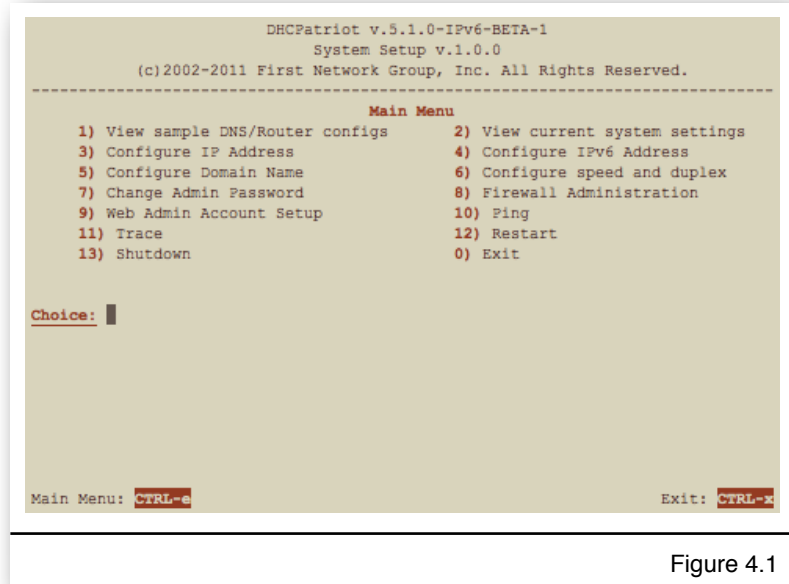 DHCPatriot v.5.1.0-IPv6-BETA-1
System Setup v.1.0.0
(c)2002-2011 First Network Group, Inc. All Rights Reserved.
--------------------------------------------------------------------------------
Main Menu
1) View sample DNS/Router configs 2) View current system settings
3) Configure IP Address 4) Configure IPv6 Address
5) Configure Domain Name 6) Configure speed and duplex
7) Change Admin Password 8) Firewall Administration
9) Web Admin Account Setup 10) Ping
11) Trace 12) Restart
13) Shutdown 0) Exit
Choice:
Main Menu: CTRL-e Exit: CTRL-x
Figure 4.1